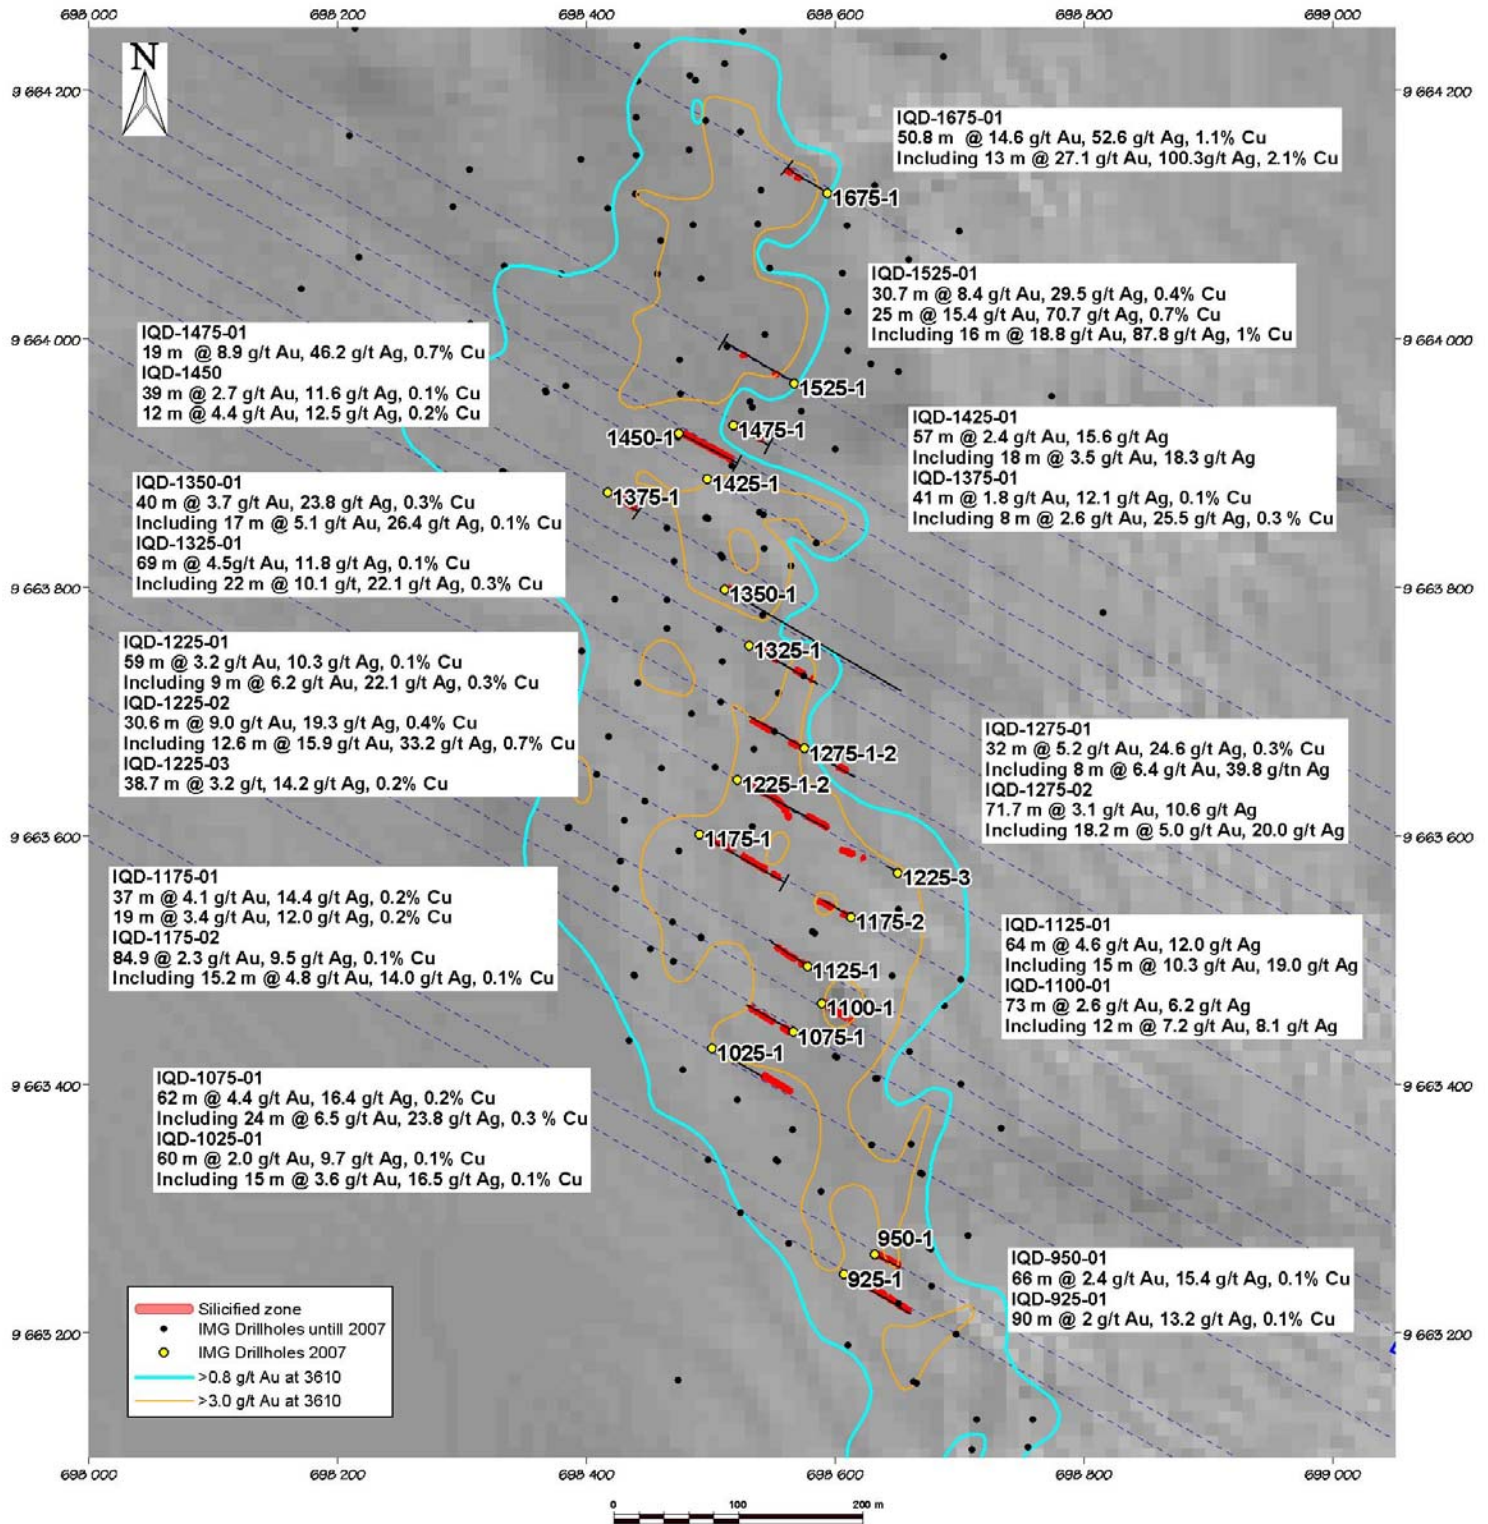 698 000
698 200
698 400
698 600
698 800
699 000
N
9 664 200
9 664 200
IQD-1675-01
50.8 m @ 14.6 g/t Au, 52.6 g/t Ag, 1.1% Cu
Including 13 m @ 27.1 g/t Au, 100.3g/t Ag, 2.1% Cu
1675-1
IQD-1525-01
30.7 m @ 8.4 g/t Au, 29.5 g/t Ag, 0.4% Cu
25 m @ 15.4 g/t Au, 70.7 g/t Ag, 0.7% Cu
Including 16 m @ 18.8 g/t Au, 87.8 g/t Ag, 1% Cu
9 664 000
9 664 000
IQD-1475-01
19 m @ 8.9 g/t Au, 46.2 g/t Ag, 0.7% Cu
IQD-1450
39 m @ 2.7 g/t Au, 11.6 g/t Ag, 0.1% Cu
12 m @ 4.4 g/t Au, 12.5 g/t Ag, 0.2% Cu
1525-1
1475-1
1450-1
IQD-1425-01
57 m @ 2.4 g/t Au, 15.6 g/t Ag
Including 18 m @ 3.5 g/t Au, 18.3 g/t Ag
IQD-1375-01
41 m @ 1.8 g/t Au, 12.1 g/t Ag, 0.1% Cu
Including 8 m @ 2.6 g/t Au, 25.5 g/t Ag, 0.3 % Cu
1425-1
1375-1
IQD-1350-01
40 m @ 3.7 g/t Au, 23.8 g/t Ag, 0.3% Cu
Including 17 m @ 5.1 g/t Au, 26.4 g/t Ag, 0.1% Cu
IQD-1325-01
69 m @ 4.5g/t Au, 11.8 g/t Ag, 0.1% Cu
Including 22 m @ 10.1 g/t, 22.1 g/t Ag, 0.3% Cu
9 663 800
9 663 800
1350-1
1325-1
IQD-1225-01
59 m @ 3.2 g/t Au, 10.3 g/t Ag, 0.1% Cu
Including 9 m @ 6.2 g/t Au, 22.1 g/t Ag, 0.3% Cu
IQD-1225-02
30.6 m @ 9.0 g/t Au, 19.3 g/t Ag, 0.4% Cu
Including 12.6 m @ 15.9 g/t Au, 33.2 g/t Ag, 0.7% Cu
IQD-1225-03
38.7 m @ 3.2 g/t, 14.2 g/t Ag, 0.2% Cu
1275-1-2
1225-1-2
IQD-1275-01
32 m @ 5.2 g/t Au, 24.6 g/t Ag, 0.3% Cu
Including 8 m @ 6.4 g/t Au, 39.8 g/tn Ag
IQD-1275-02
71.7 m @ 3.1 g/t Au, 10.6 g/t Ag
Including 18.2 m @ 5.0 g/t Au, 20.0 g/t Ag
9 663 600
9 663 600
1175-1
1225-3
1175-2
IQD-1175-01
37 m @ 4.1 g/t Au, 14.4 g/t Ag, 0.2% Cu
19 m @ 3.4 g/t Au, 12.0 g/t Ag, 0.2% Cu
IQD-1175-02
84.9 @ 2.3 g/t Au, 9.5 g/t Ag, 0.1% Cu
Including 15.2 m @ 4.8 g/t Au, 14.0 g/t Ag, 0.1% Cu
IQD-1125-01
64 m @ 4.6 g/t Au, 12.0 g/t Ag
Including 15 m @ 10.3 g/t Au, 19.0 g/t Ag
IQD-1100-01
73 m @ 2.6 g/t Au, 6.2 g/t Ag
Including 12 m @ 7.2 g/t Au, 8.1 g/t Ag
1125-1
1100-1
1075-1
1025-1
9 663 400
9 663 400
IQD-1075-01
62 m @ 4.4 g/t Au, 16.4 g/t Ag, 0.2% Cu
Including 24 m @ 6.5 g/t Au, 23.8 g/t Ag, 0.3 % Cu
IQD-1025-01
60 m @ 2.0 g/t Au, 9.7 g/t Ag, 0.1% Cu
Including 15 m @ 3.6 g/t Au, 16.5 g/t Ag, 0.1% Cu
950-1
925-1
IQD-950-01
66 m @ 2.4 g/t Au, 15.4 g/t Ag, 0.1% Cu
IQD-925-01
90 m @ 2 g/t Au, 13.2 g/t Ag, 0.1% Cu
Silicified zone
IMG Drillholes untill 2007
IMG Drillholes 2007
>0.8 g/t Au at 3610
>3.0 g/t Au at 3610
9 663 200
9 663 200
698 000
698 200
698 400
698 600
698 800
699 000
0
100
200 m